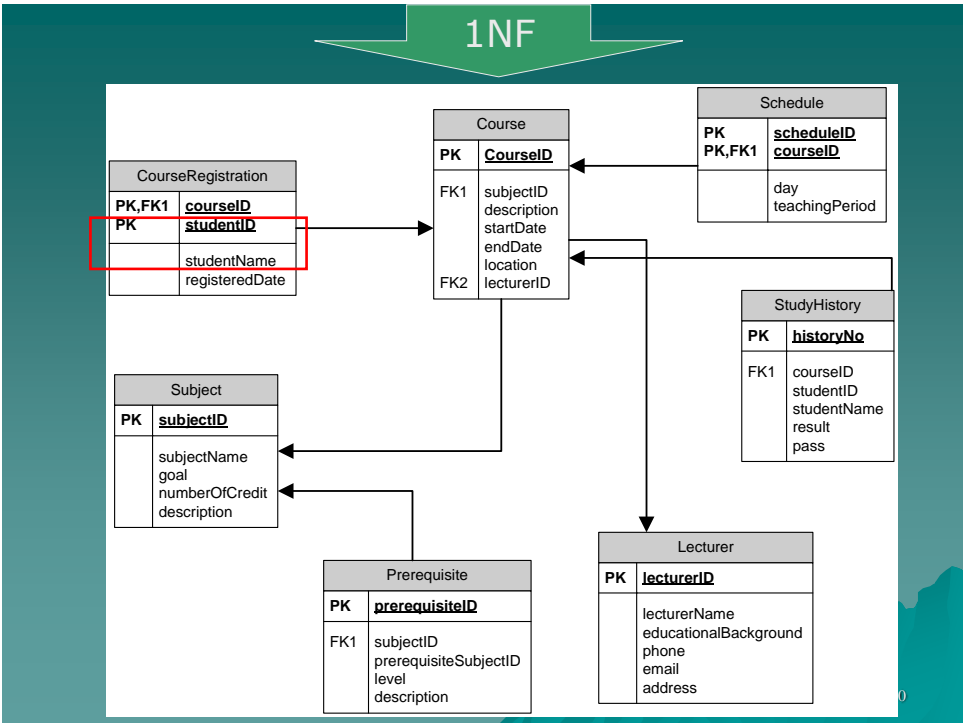 1NF
Schedule
PK scheduleID
PK,FK1 courseID
day
teachingPeriod
Course
PK CourseID
FK1 subjectID
description
startDate
endDate
location
FK2 lecturerID
CourseRegistration
PK,FK1 courseID
PK studentID
studentName
registeredDate
StudyHistory
PK historyNo
FK1 courseID
studentID
studentName
result
pass
Subject
PK subjectID
subjectName
goal
numberOfCredit
description
Prerequisite
PK prerequisiteID
FK1 subjectID
prerequisiteSubjectID
level
description
Lecturer
PK lecturerID
lecturerName
educationalBackground
phone
email
address
0